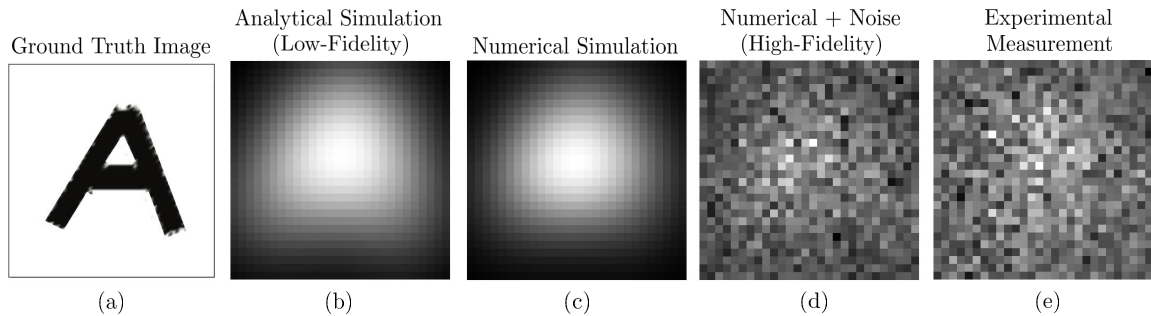 Ground Truth Image
Analytical Simulation
(Low-Fidelity)
Numerical Simulation
Numerical + Noise
(High-Fidelity)
Experimental
Measurement
A
(a)
(b)
(c)
(d)
(e)